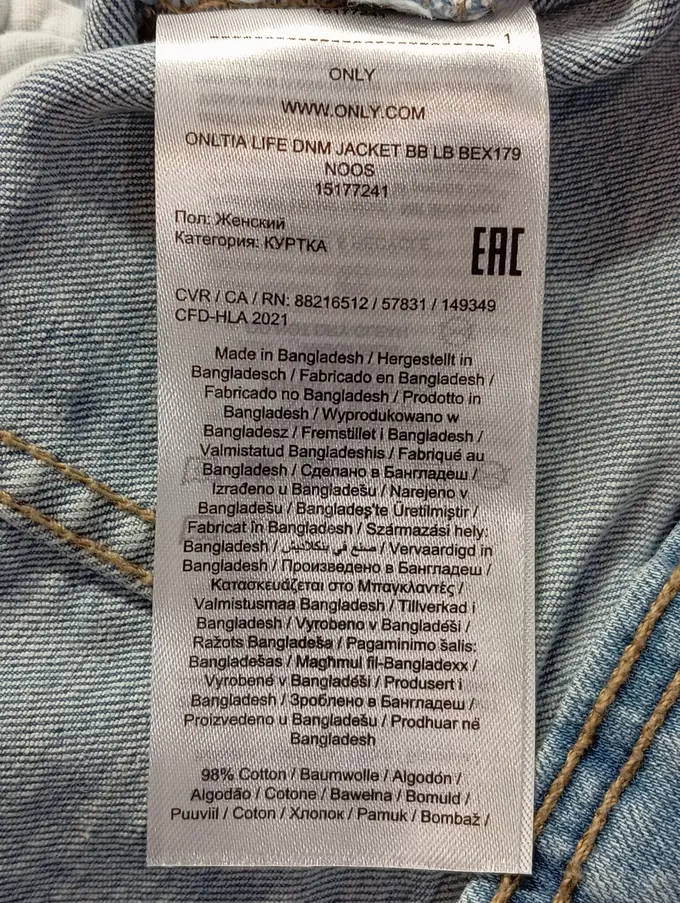 1
ONLY
WWW.ONLY.COM
ONLTIA LIFE DNM JACKET BB LB BEX179
NOOS
15177241
Пол: Женский
Категория: КУРТКА
EAC
CVR / CA / RN: 88216512 / 57831 / 149349
CFD-HLA 2021
Made in Bangladesh / Hergestellt in
Bangladesch / Fabricado en Bangladesh /
Fabricado no Bangladesh / Prodotto in
Bangladesh / Wyprodukowano w
Bangladesz / Fremstillet i Bangladesh /
Valmistatud Bangladeshis / Fabriqué au
Bangladesh / Сделано в Бангладеш /
Izrađeno u Bangladešu / Narejeno v
Bangladešu / Bangladeş'te Üretilmiştir /
Fabricat în Bangladesh / Származási hely:
Bangladesh / صنع في بنكلاديش / Vervaardigd in
Bangladesh / Произведено в Бангладеш /
Κατασκευάζεται στο Μπαγκλαντές /
Valmistusmaa Bangladesh / Tillverkad i
Bangladesh / Vyrobeno v Bangladéši /
Ražots Bangladeša / Pagaminimo šalis:
Bangladešas / Magħmul fil-Bangladexx /
Vyrobené v Bangladéši / Produsert i
Bangladesh / Зроблено в Бангладеш /
Proizvedeno u Bangladešu / Prodhuar në
Bangladesh
98% Cotton / Baumwolle / Algodón /
Algodão / Cotone / Bawełna / Bomuld /
Puuviil / Coton / Хлопок / Pamuk / Bombaž /